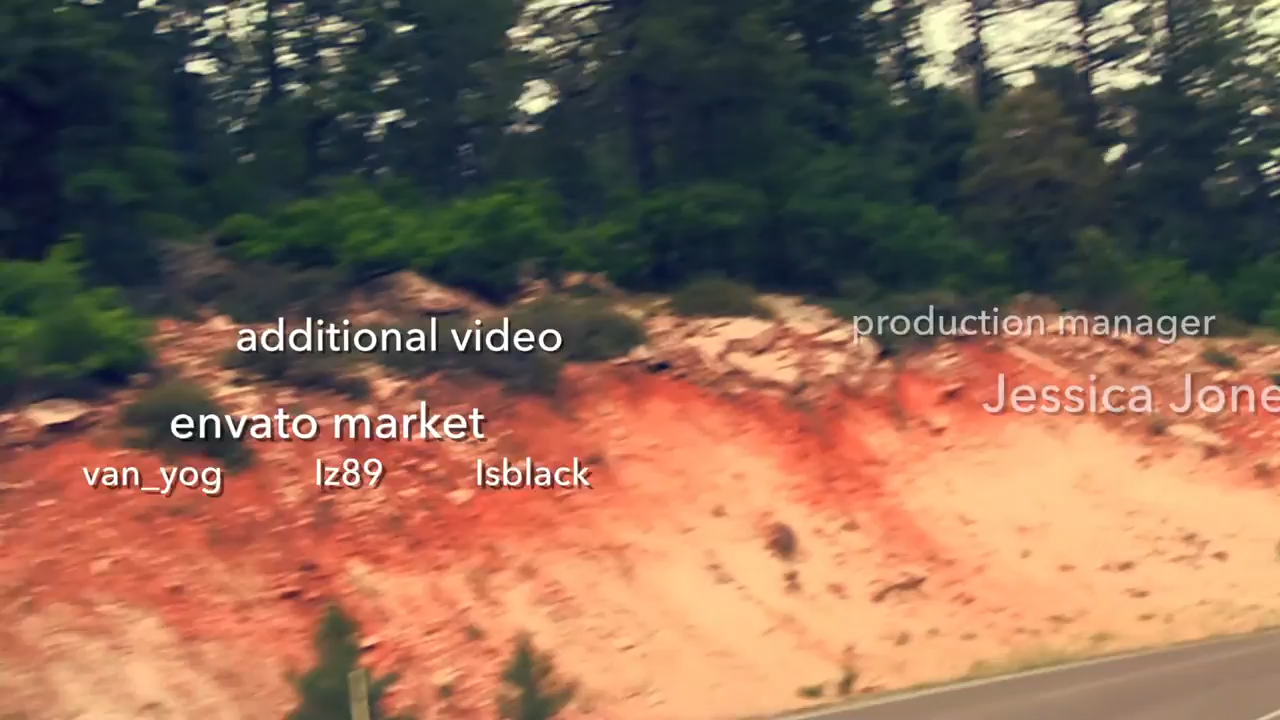 additional video
envato market
van_yog lz89 lsblack
production manager
Jessica Jone